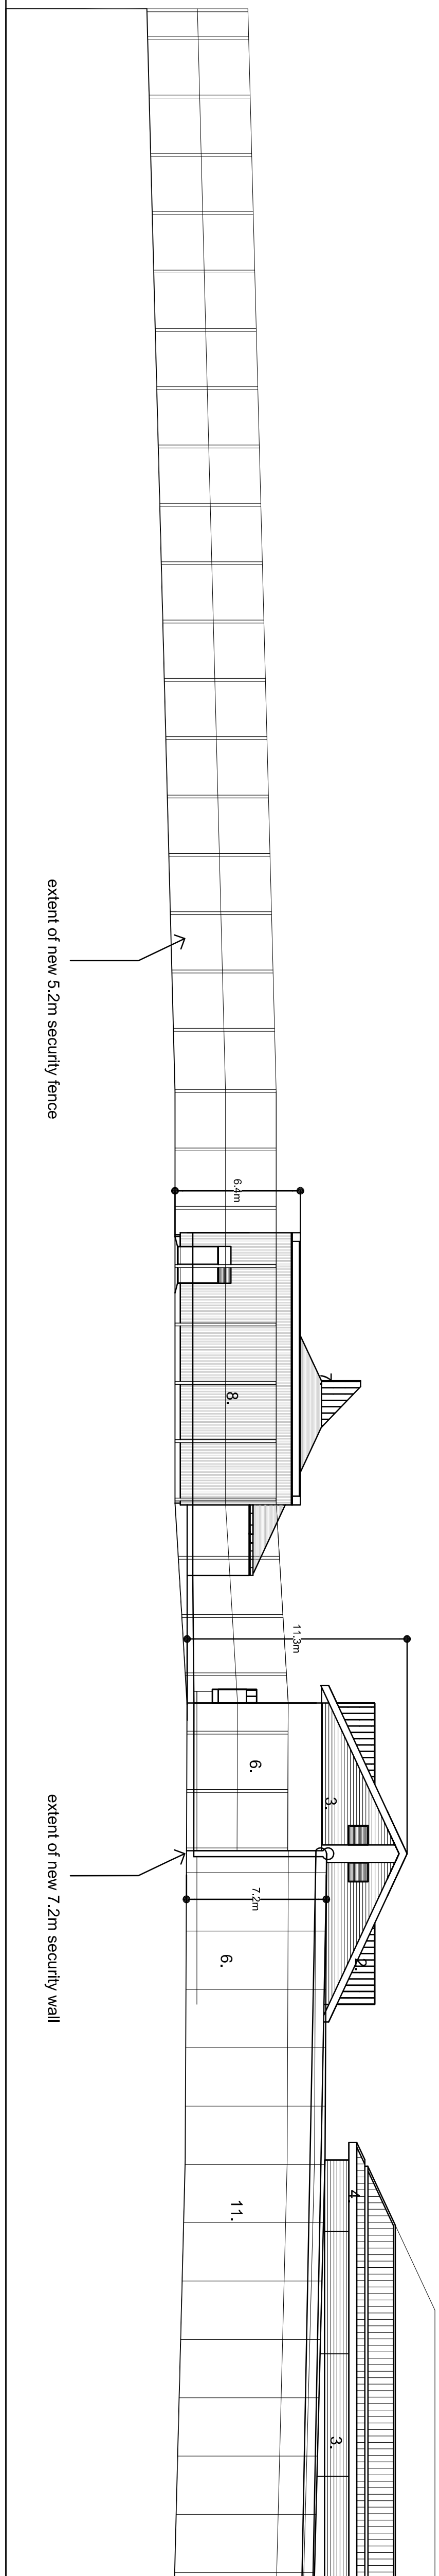 extent of new 5.2m security fence
6.4m
7.
8.
11.3m
6.
3.
extent of new 7.2m security wall
7.2m
2.
6.
4.
11.
3.